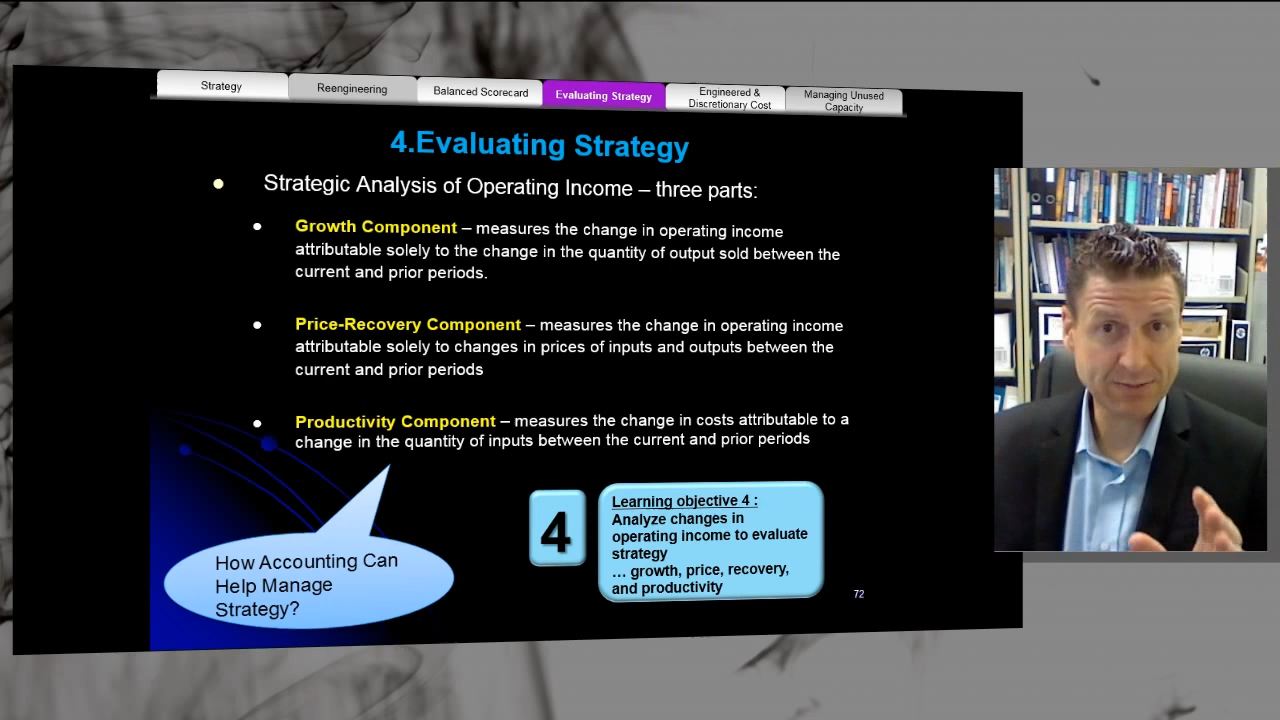 Strategy
Reengineering
Balanced Scorecard
Evaluating Strategy
Engineered &
Discretionary Cost
Managing Unused
Capacity
4.Evaluating Strategy
Strategic Analysis of Operating Income – three parts:
Growth Component – measures the change in operating income
attributable solely to the change in the quantity of output sold between the
current and prior periods.
Price-Recovery Component – measures the change in operating income
attributable solely to changes in prices of inputs and outputs between the
current and prior periods
Productivity Component – measures the change in costs attributable to a
change in the quantity of inputs between the current and prior periods
How Accounting Can
Help Manage
Strategy?
4
Learning objective 4 :
Analyze changes in
operating income to evaluate
strategy
… growth, price, recovery,
and productivity
72